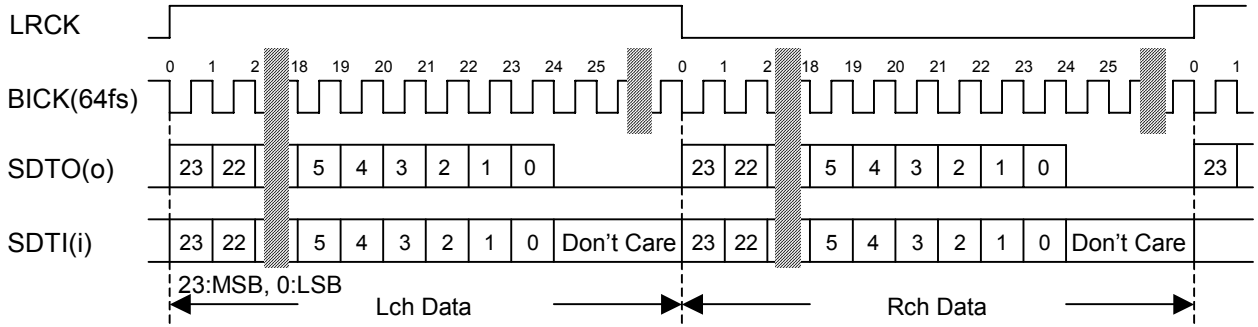 LRCK
0 1 2 18 19 20 21 22 23 24 25 0 1 2 18 19 20 21 22 23 24 25 0 1
BICK(64fs)
SDTO(o) 23 22 5 4 3 2 1 0 23 22 5 4 3 2 1 0 23
SDTI(i) 23 22 5 4 3 2 1 0 Don't Care 23 22 5 4 3 2 1 0 Don't Care
23:MSB, 0:LSB
Lch Data Rch Data